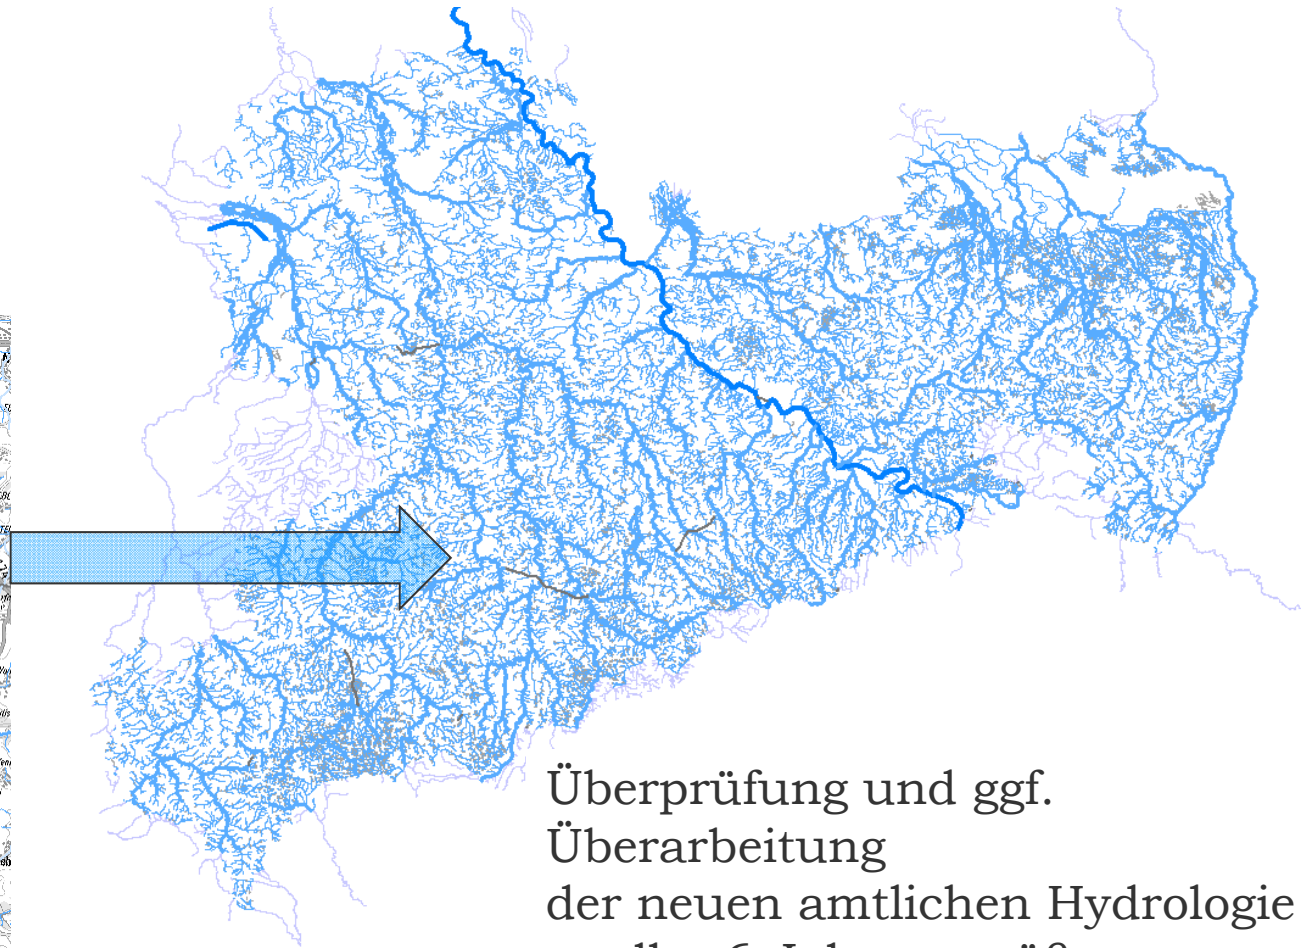 Überprüfung und ggf.
Überarbeitung
der neuen amtlichen Hydrologie